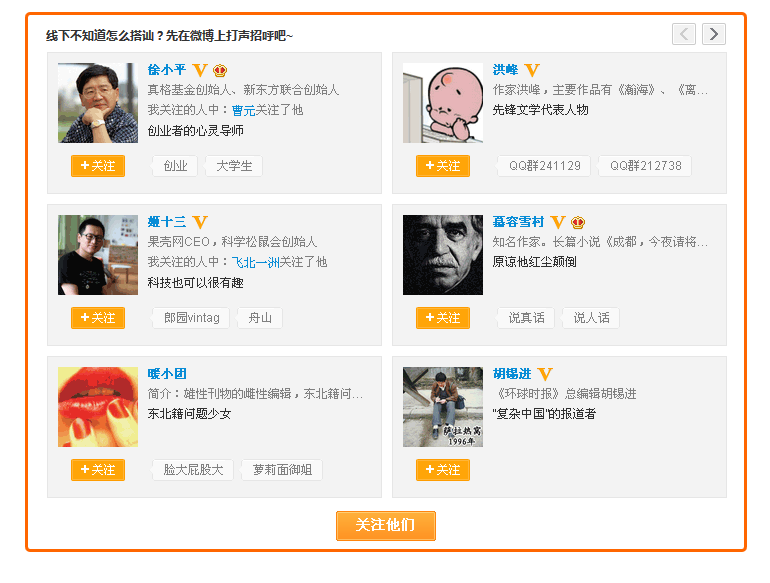 线下不知道怎么搭讪？先在微博上打声招呼吧~
徐小平
真格基金创始人、新东方联合创始人
我关注的人中：曹元关注了他
创业者的心灵导师
+关注
创业
大学生
洪峰
作家洪峰，主要作品有《瀚海》、《离...
先锋文学代表人物
+关注
QQ群241129
QQ群212738
姬十三
果壳网CEO，科学松鼠会创始人
我关注的人中：飞北一洲关注了他
科技也可以很有趣
+关注
郎园vintag
舟山
慕容雪村
知名作家。长篇小说《成都，今夜请将...
原谅他红尘颠倒
+关注
说真话
说人话
暖小团
简介：雄性刊物的雌性编辑，东北籍问...
东北籍问题少女
+关注
脸大屁股大
萝莉面御姐
胡锡进
《环球时报》总编辑胡锡进
"复杂中国"的报道者
萨拉热窝
1996年
+关注
关注他们